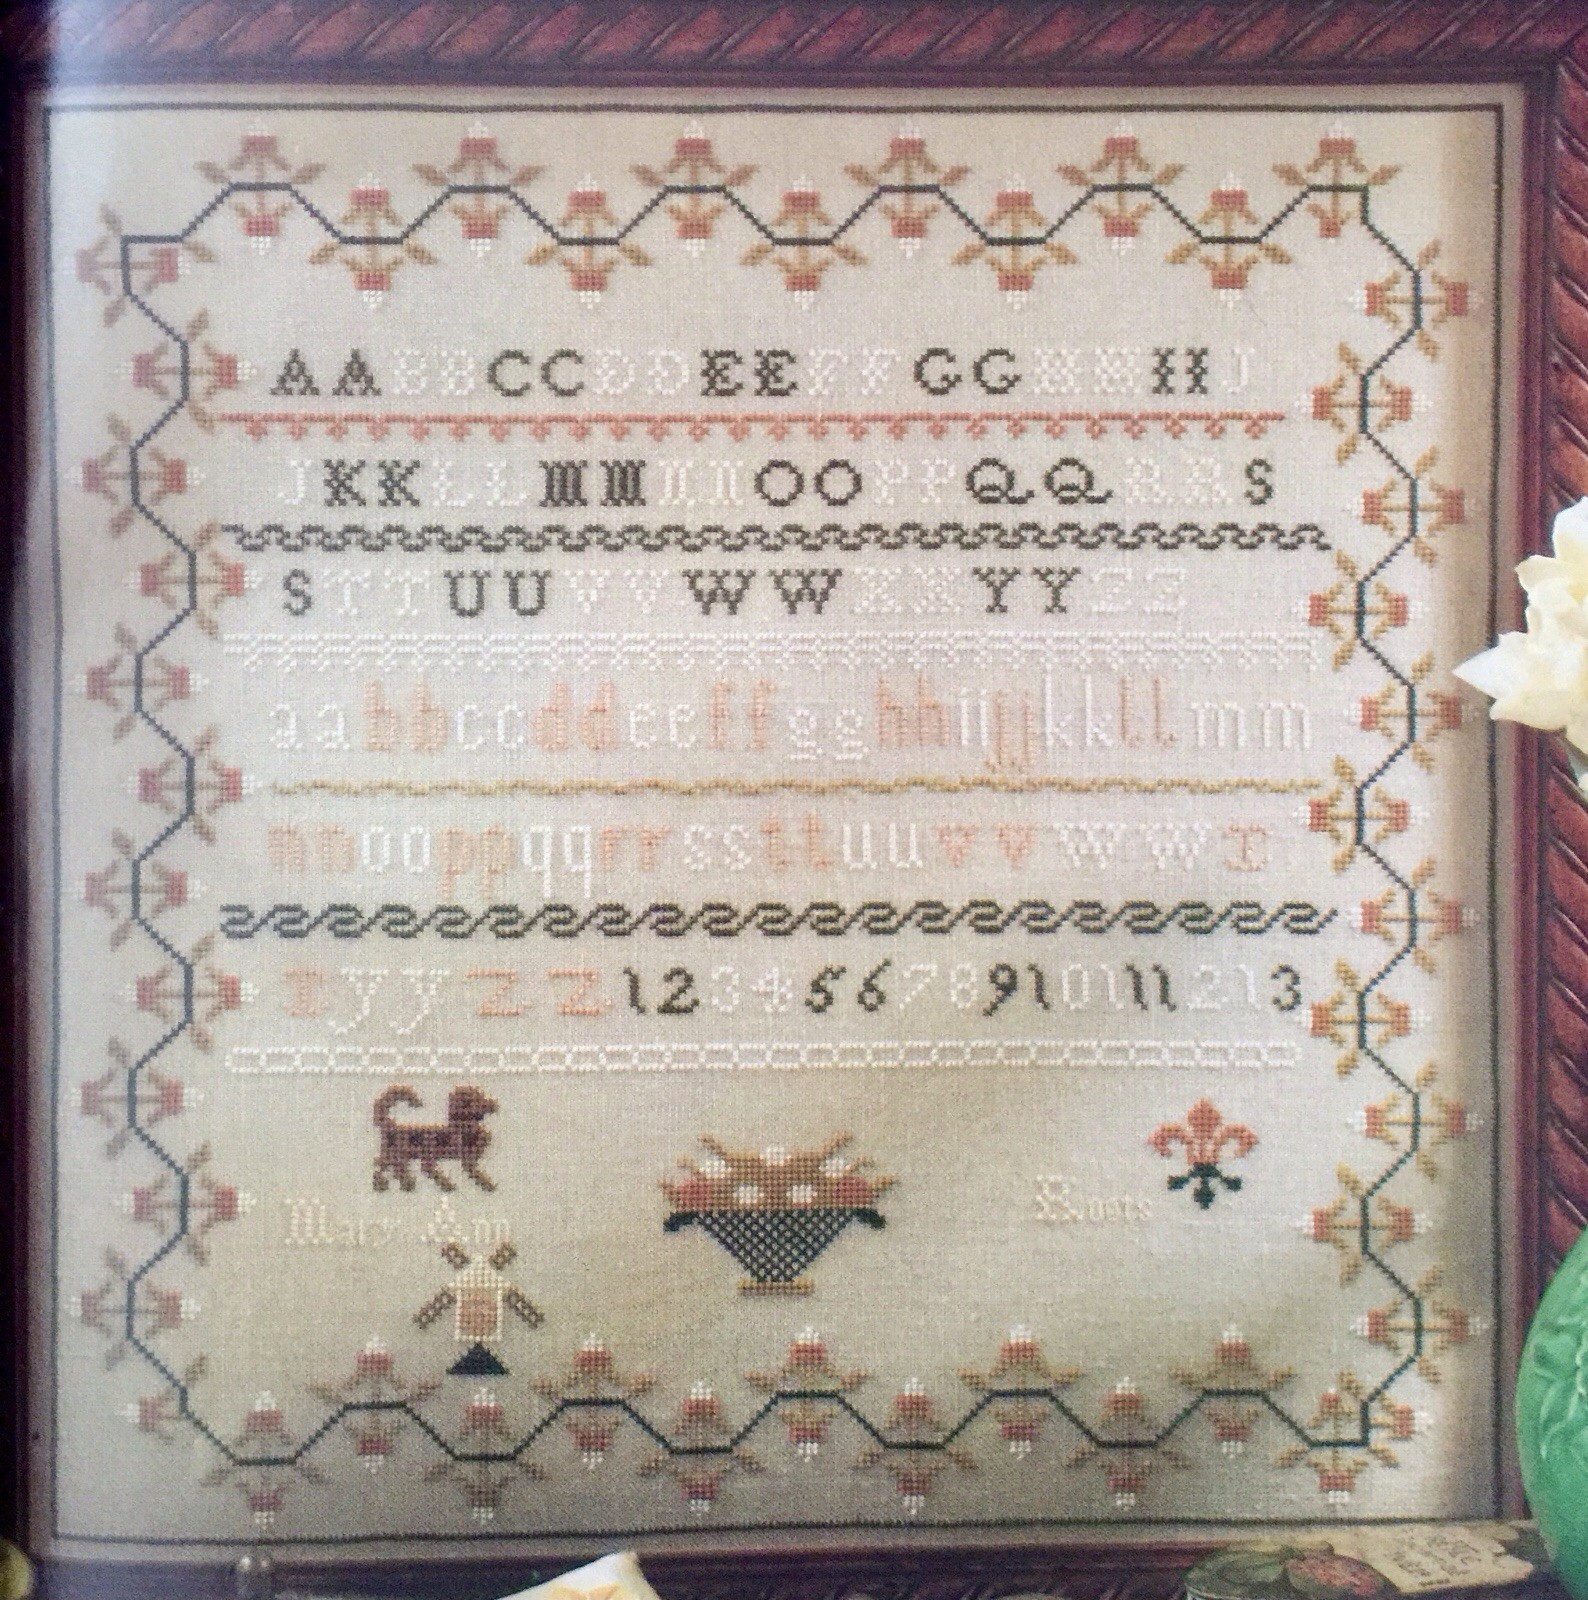 AABBCCDDEEFFGGHHIIJ
JKKLLMMNNOOPPQQRRS
STTUUVVWWXXYYZZ
aabbccddeeffgghhiijjkkllmm
nnooppqqrrssttuuvvwwx
xyyzz12345678910111213
Mary Ann Roots